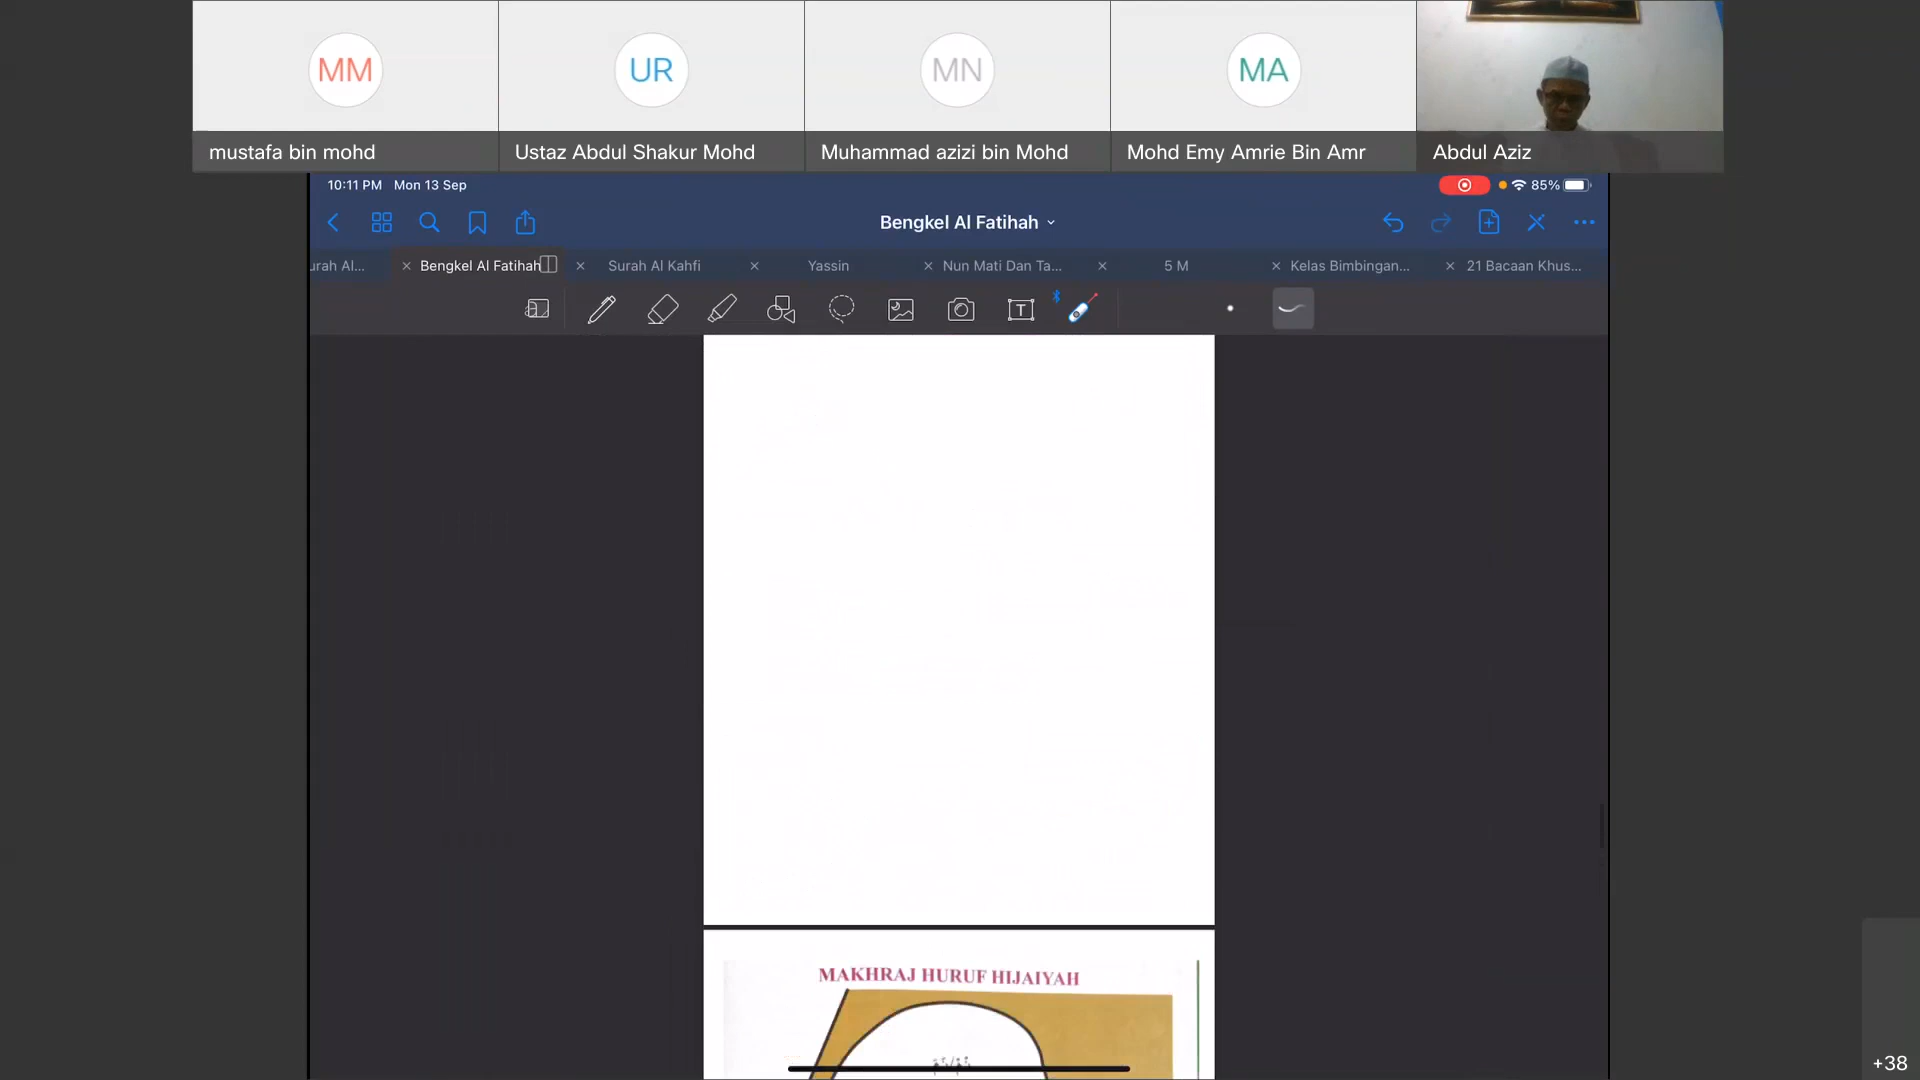 MM
UR
MN
MA
mustafa bin mohd
Ustaz Abdul Shakur Mohd
Muhammad azizi bin Mohd
Mohd Emy Amrie Bin Amr
Abdul Aziz
10:11 PM Mon 13 Sep
85%
Bengkel Al Fatihah
urah Al...
Bengkel Al Fatihah
Surah Al Kahfi
Yassin
Nun Mati Dan Ta...
5 M
Kelas Bimbingan...
21 Bacaan Khus...
T
MAKHRAJ HURUF HIJAIYAH
+38